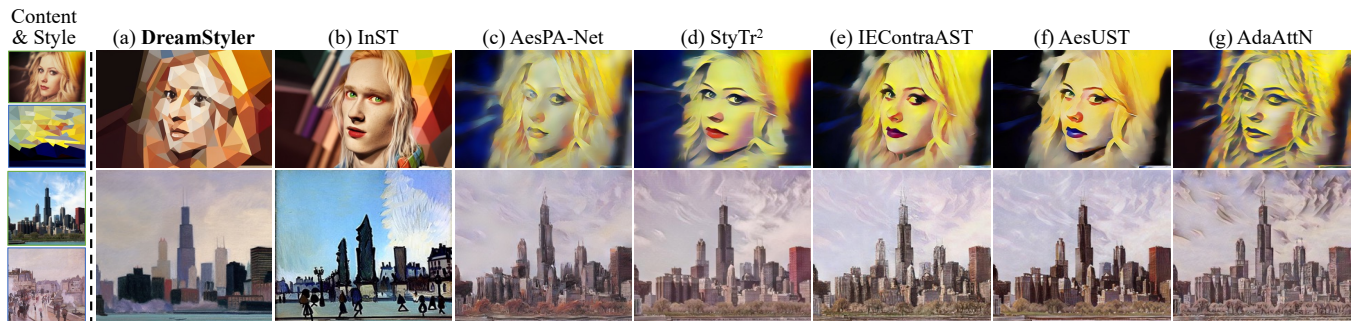 Content
& Style
(a) DreamStyler
(b) InST
(c) AesPA-Net
(d) StyTr²
(e) IEContraAST
(f) AesUST
(g) AdaAttN